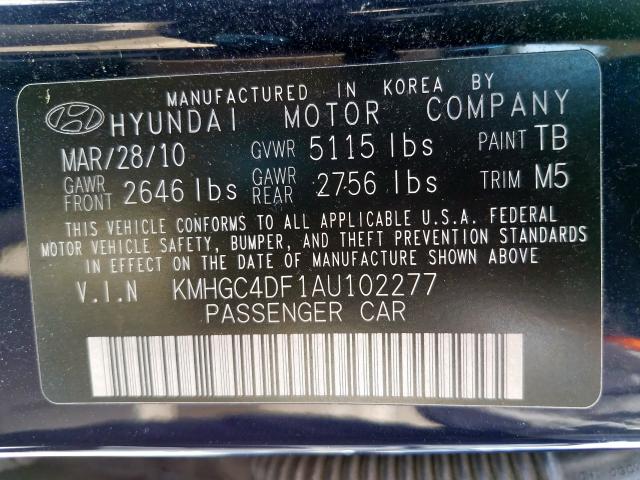 MANUFACTURED IN KOREA BY
HYUNDAI MOTOR COMPANY
MAR/28/10 GVWR 5115 lbs PAINT TB
GAWR FRONT 2646 lbs GAWR REAR 2756 lbs TRIM M5
THIS VEHICLE CONFORMS TO ALL APPLICABLE U.S.A. FEDERAL
MOTOR VEHICLE SAFETY, BUMPER, AND THEFT PREVENTION STANDARDS
IN EFFECT ON THE DATE OF MANUFACTURE SHOWN ABOVE.
V.I.N KMHGC4DF1AU102277
PASSENGER CAR